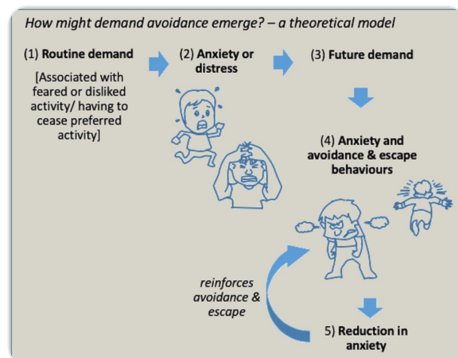 How might demand avoidance emerge? – a theoretical model
(1) Routine demand
[Associated with
feared or disliked
activity/ having to
cease preferred
activity]
(2) Anxiety or
distress
(3) Future demand
(4) Anxiety and
avoidance & escape
behaviours
reinforces
avoidance &
escape
5) Reduction in
anxiety